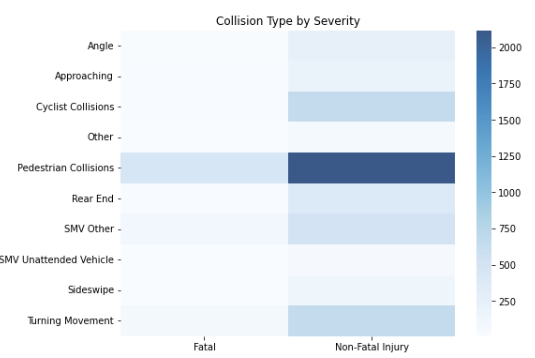 Collision Type by Severity
Angle
Approaching
Cyclist Collisions
Other
Pedestrian Collisions
Rear End
SMV Other
SMV Unattended Vehicle
Sideswipe
Turning Movement
Fatal
Non-Fatal Injury
2000
1750
1500
1250
1000
750
500
250